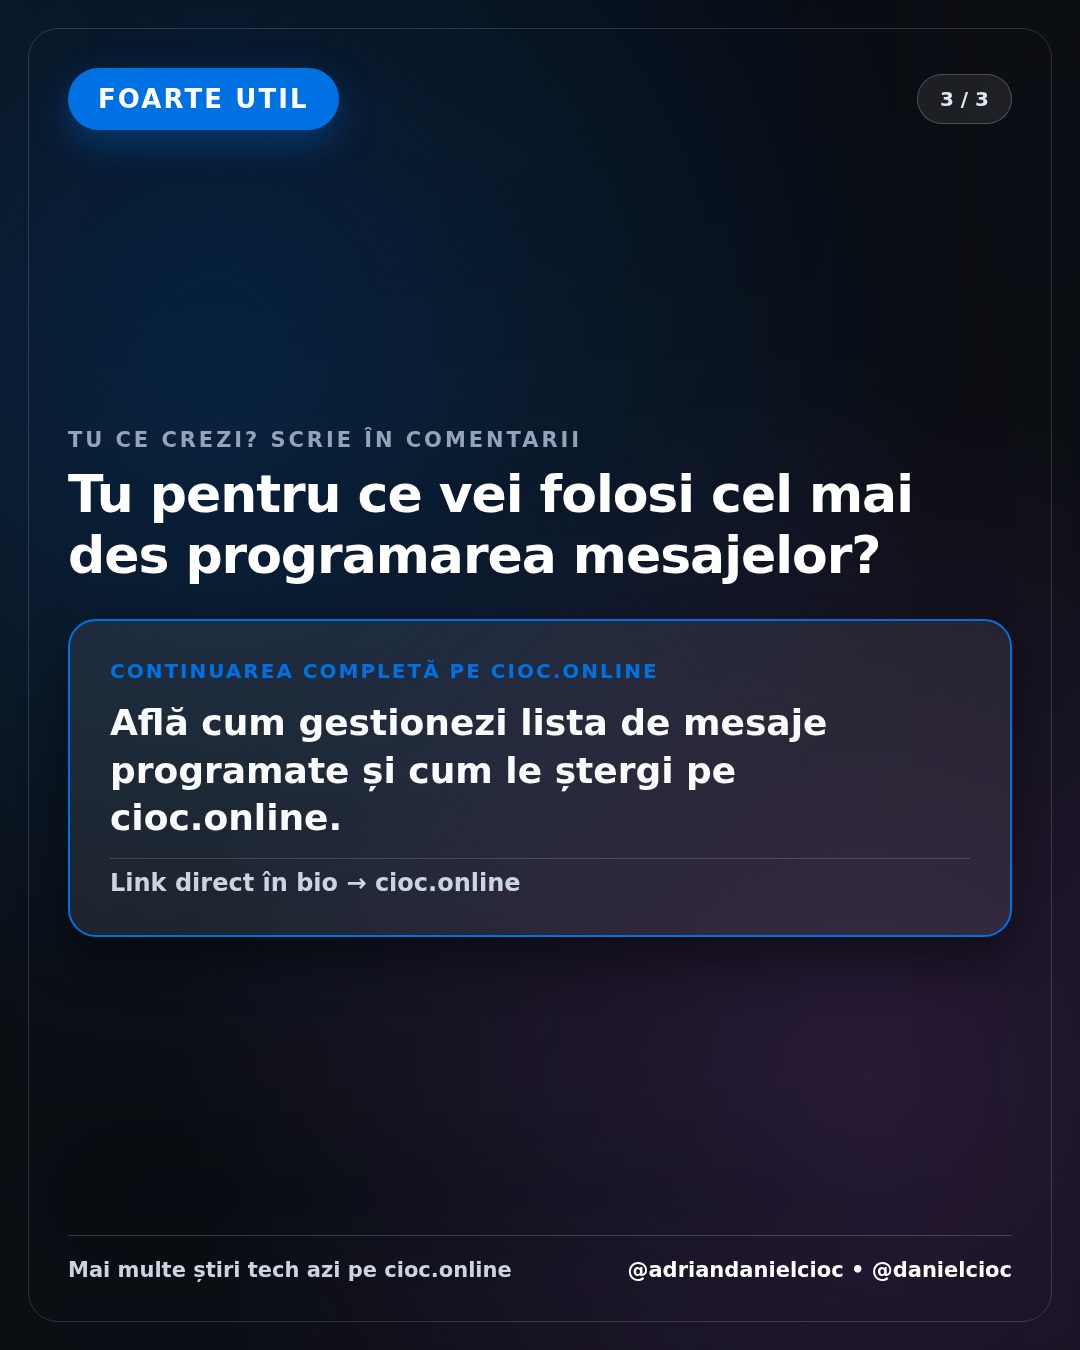 FOARTE UTIL
3 / 3
TU CE CREZI? SCRIE ÎN COMENTARII
Tu pentru ce vei folosi cel mai
des programarea mesajelor?
CONTINUAREA COMPLETĂ PE CIOC.ONLINE
Află cum gestionezi lista de mesaje
programate și cum le ștergi pe
cioc.online.
Link direct în bio → cioc.online
Mai multe știri tech azi pe cioc.online
@adriandanielcioc • @danielcioc